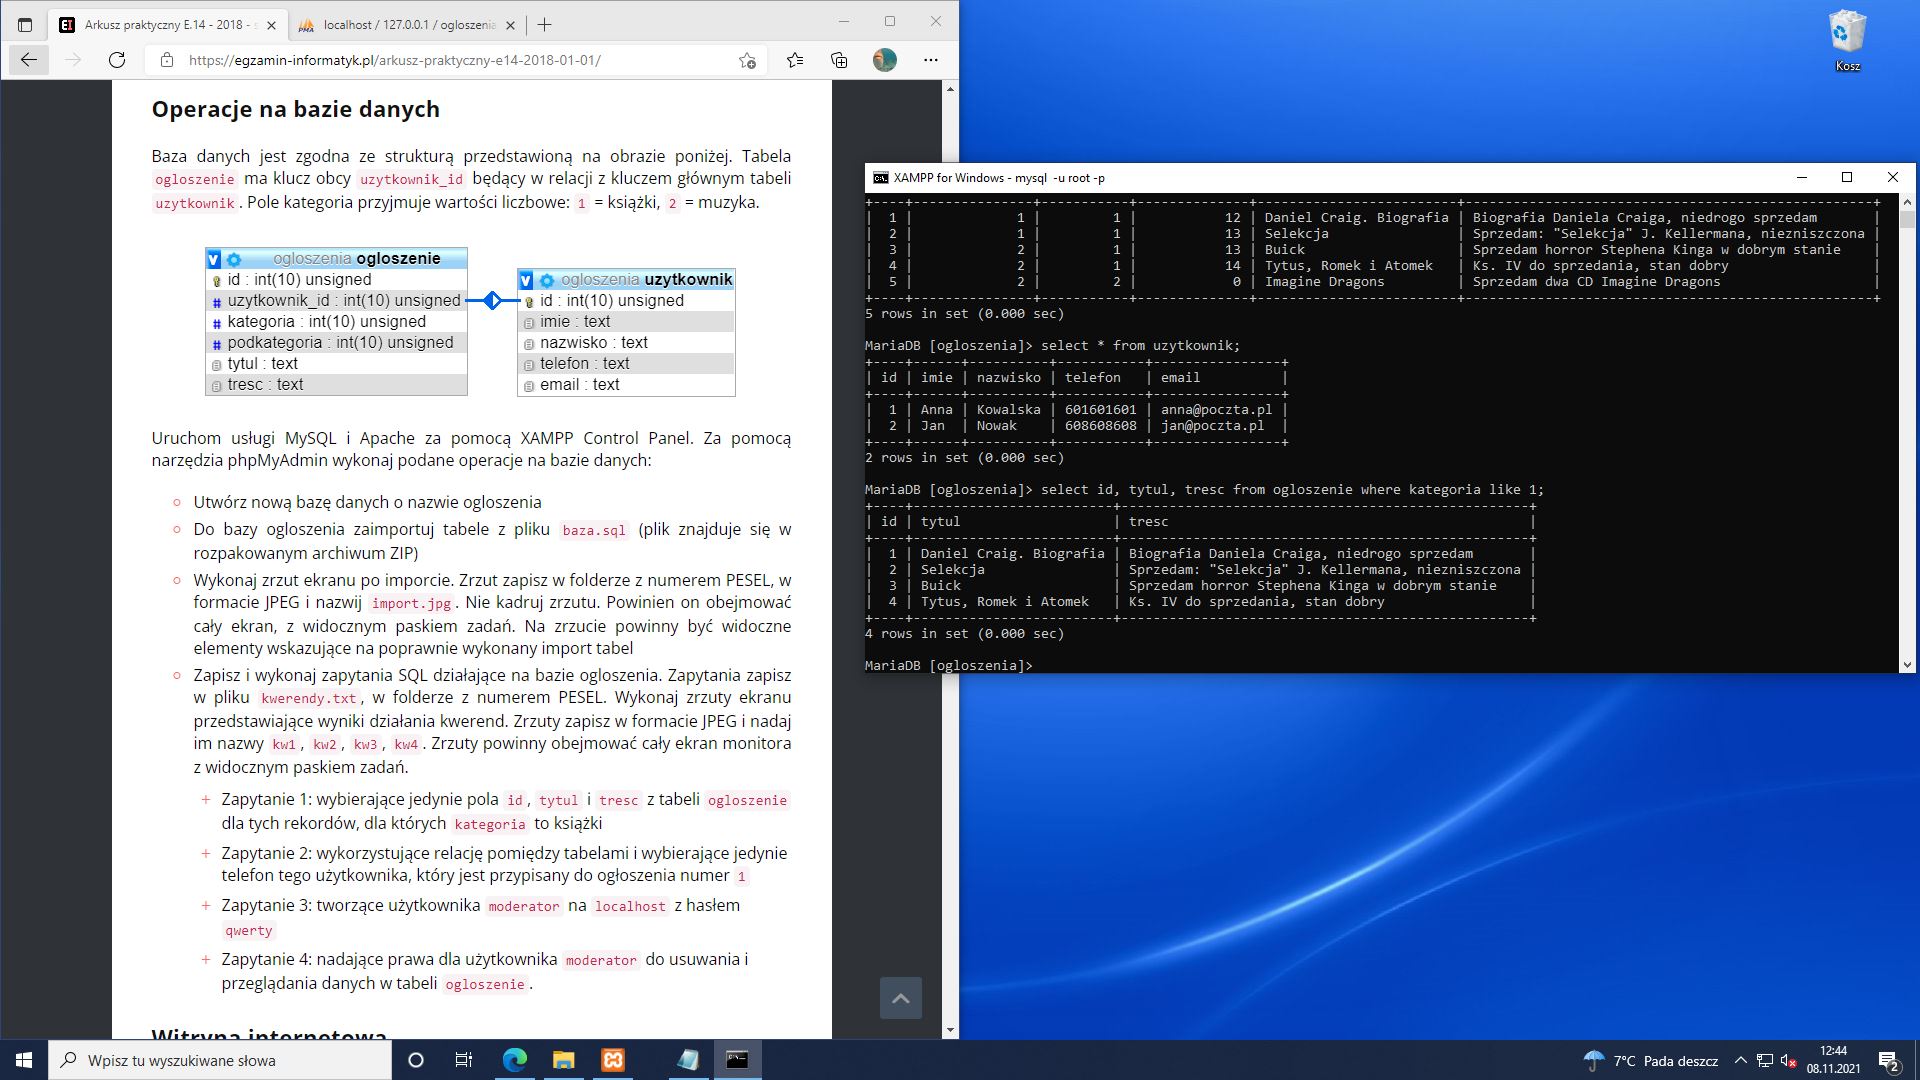 Arkusz praktyczny E.14 - 2018 - s
localhost / 127.0.0.1 / ogloszenia
https://egzamin-informatyk.pl/arkusz-praktyczny-e14-2018-01-01/
Operacje na bazie danych
Baza danych jest zgodna ze strukturą przedstawioną na obrazie poniżej. Tabela
ogloszenie ma klucz obcy uzytkownik_id będący w relacji z kluczem głównym tabeli
uzytkownik . Pole kategoria przyjmuje wartości liczbowe: 1 = książki, 2 = muzyka.
ogloszenia ogloszenie
id : int(10) unsigned
uzytkownik_id : int(10) unsigned
kategoria : int(10) unsigned
podkategoria : int(10) unsigned
tytul : text
tresc : text
ogloszenia uzytkownik
id : int(10) unsigned
imie : text
nazwisko : text
telefon : text
email : text
Uruchom usługi MySQL i Apache za pomocą XAMPP Control Panel. Za pomocą
narzędzia phpMyAdmin wykonaj podane operacje na bazie danych:
Utwórz nową bazę danych o nazwie ogloszenia
Do bazy ogloszenia zaimportuj tabele z pliku baza.sql (plik znajduje się w
rozpakowanym archiwum ZIP)
Wykonaj zrzut ekranu po imporcie. Zrzut zapisz w folderze z numerem PESEL, w
formacie JPEG i nazwij import.jpg . Nie kadruj zrzutu. Powinien on obejmować
cały ekran, z widocznym paskiem zadań. Na zrzucie powinny być widoczne
elementy wskazujące na poprawnie wykonany import tabel
Zapisz i wykonaj zapytania SQL działające na bazie ogloszenia. Zapytania zapisz
w pliku kwerendy.txt , w folderze z numerem PESEL. Wykonaj zrzuty ekranu
przedstawiające wyniki działania kwerend. Zrzuty zapisz w formacie JPEG i nadaj
im nazwy kw1 , kw2 , kw3 , kw4 . Zrzuty powinny obejmować cały ekran monitora
z widocznym paskiem zadań.
+ Zapytanie 1: wybierające jedynie pola id , tytul i tresc z tabeli ogloszenie
dla tych rekordów, dla których kategoria to książki
+ Zapytanie 2: wykorzystujące relację pomiędzy tabelami i wybierające jedynie
telefon tego użytkownika, który jest przypisany do ogłoszenia numer 1
+ Zapytanie 3: tworzące użytkownika moderator na localhost z hasłem
qwerty
+ Zapytanie 4: nadające prawa dla użytkownika moderator do usuwania i
przeglądania danych w tabeli ogloszenie .
Witryna internetowa
Kosz
XAMPP for Windows - mysql -u root -p
+----+---------------+-----------+--------------+-------------------------+---------------------------------------------------+
| 1 | 1 | 1 | 12 | Daniel Craig. Biografia | Biografia Daniela Craiga, niedrogo sprzedam |
| 2 | 1 | 1 | 13 | Selekcja | Sprzedam: "Selekcja" J. Kellermana, niezniszczona |
| 3 | 2 | 1 | 13 | Buick | Sprzedam horror Stephena Kinga w dobrym stanie |
| 4 | 2 | 1 | 14 | Tytus, Romek i Atomek | Ks. IV do sprzedania, stan dobry |
| 5 | 2 | 2 | 0 | Imagine Dragons | Sprzedam dwa CD Imagine Dragons |
+----+---------------+-----------+--------------+-------------------------+---------------------------------------------------+
5 rows in set (0.000 sec)
MariaDB [ogloszenia]> select * from uzytkownik;
+----+------+----------+-----------+----------------+
| id | imie | nazwisko | telefon | email |
+----+------+----------+-----------+----------------+
| 1 | Anna | Kowalska | 601601601 | anna@poczta.pl |
| 2 | Jan | Nowak | 608608608 | jan@poczta.pl |
+----+------+----------+-----------+----------------+
2 rows in set (0.000 sec)
MariaDB [ogloszenia]> select id, tytul, tresc from ogloszenie where kategoria like 1;
+----+-------------------------+---------------------------------------------------+
| id | tytul | tresc |
+----+-------------------------+---------------------------------------------------+
| 1 | Daniel Craig. Biografia | Biografia Daniela Craiga, niedrogo sprzedam |
| 2 | Selekcja | Sprzedam: "Selekcja" J. Kellermana, niezniszczona |
| 3 | Buick | Sprzedam horror Stephena Kinga w dobrym stanie |
| 4 | Tytus, Romek i Atomek | Ks. IV do sprzedania, stan dobry |
+----+-------------------------+---------------------------------------------------+
4 rows in set (0.000 sec)
MariaDB [ogloszenia]>
Wpisz tu wyszukiwane słowa
7°C Pada deszcz
12:44
08.11.2021
2